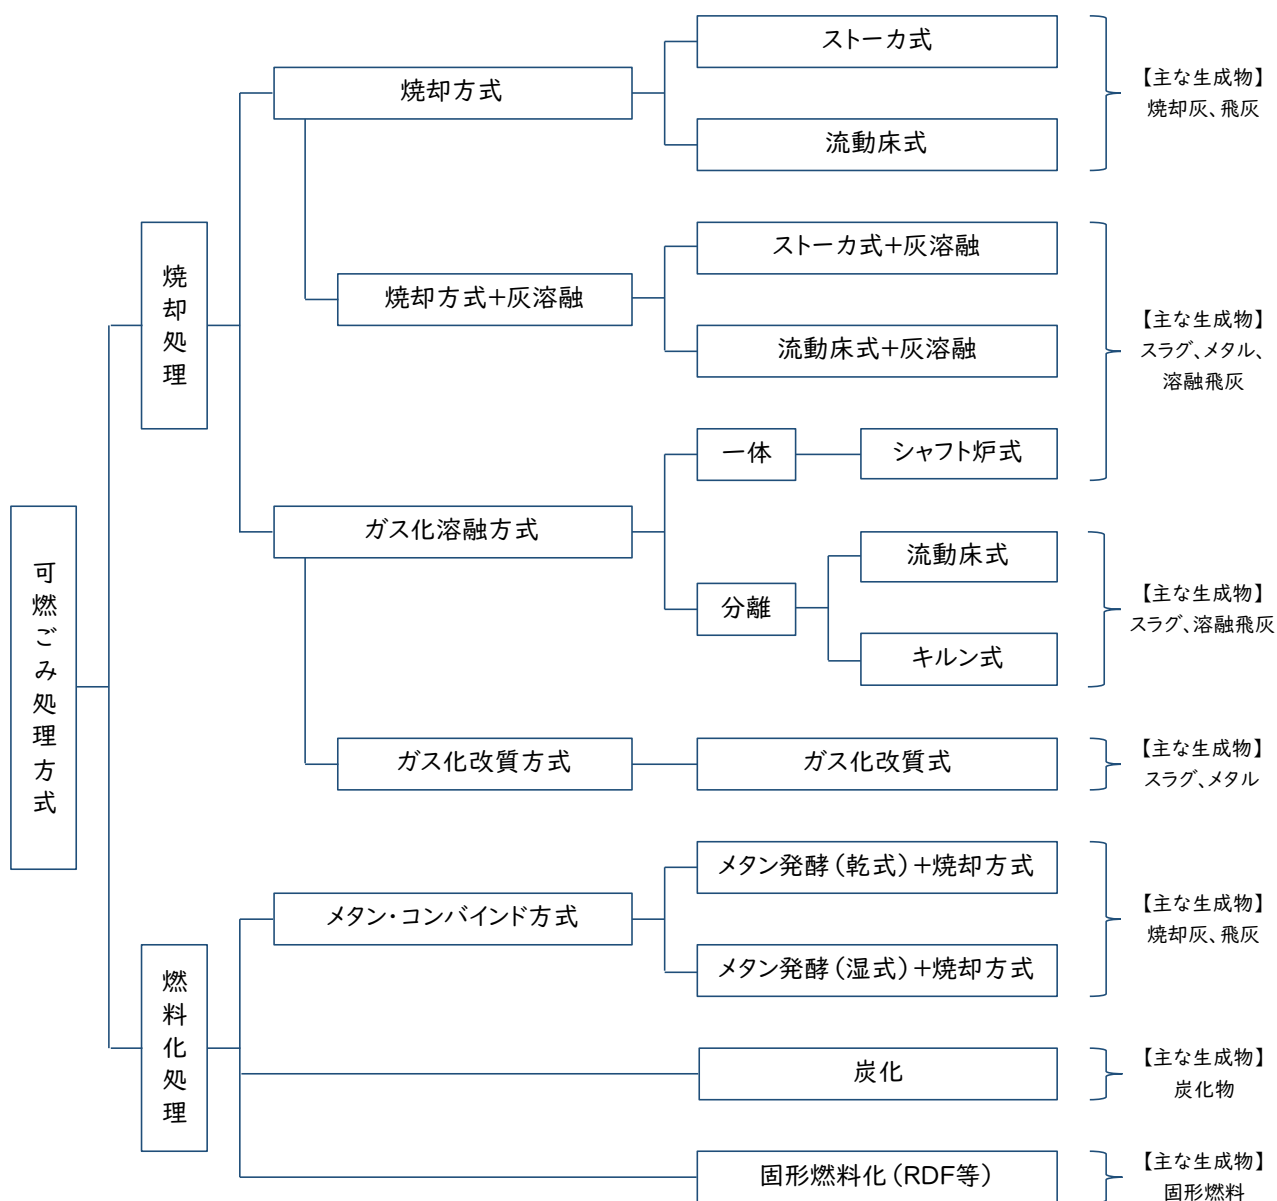 可燃ごみ処理方式
焼却処理
焼却方式
ストーカ式
流動床式
【主な生成物】
焼却灰、飛灰
焼却方式+灰溶融
ストーカ式+灰溶融
流動床式+灰溶融
【主な生成物】
スラグ、メタル、
溶融飛灰
ガス化溶融方式
一体
シャフト炉式
分離
流動床式
キルン式
【主な生成物】
スラグ、溶融飛灰
ガス化改質方式
ガス化改質式
【主な生成物】
スラグ、メタル
燃料化処理
メタン・コンバインド方式
メタン発酵(乾式)+焼却方式
メタン発酵(湿式)+焼却方式
【主な生成物】
焼却灰、飛灰
炭化
【主な生成物】
炭化物
固形燃料化(RDF等)
【主な生成物】
固形燃料